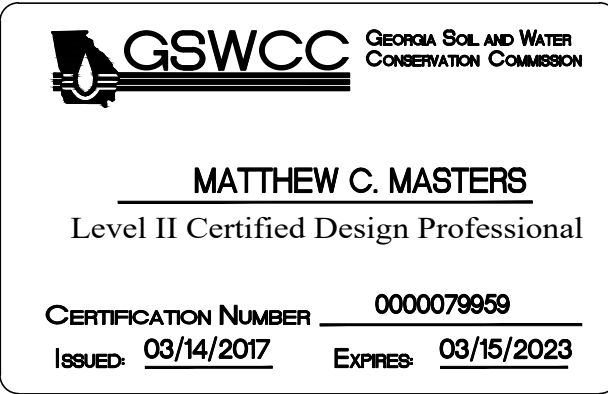 GSWCC
GEORGIA SOIL AND WATER
CONSERVATION COMMISSION
MATTHEW C. MASTERS
Level II Certified Design Professional
CERTIFICATION NUMBER 0000079959
ISSUED: 03/14/2017 EXPIRES: 03/15/2023